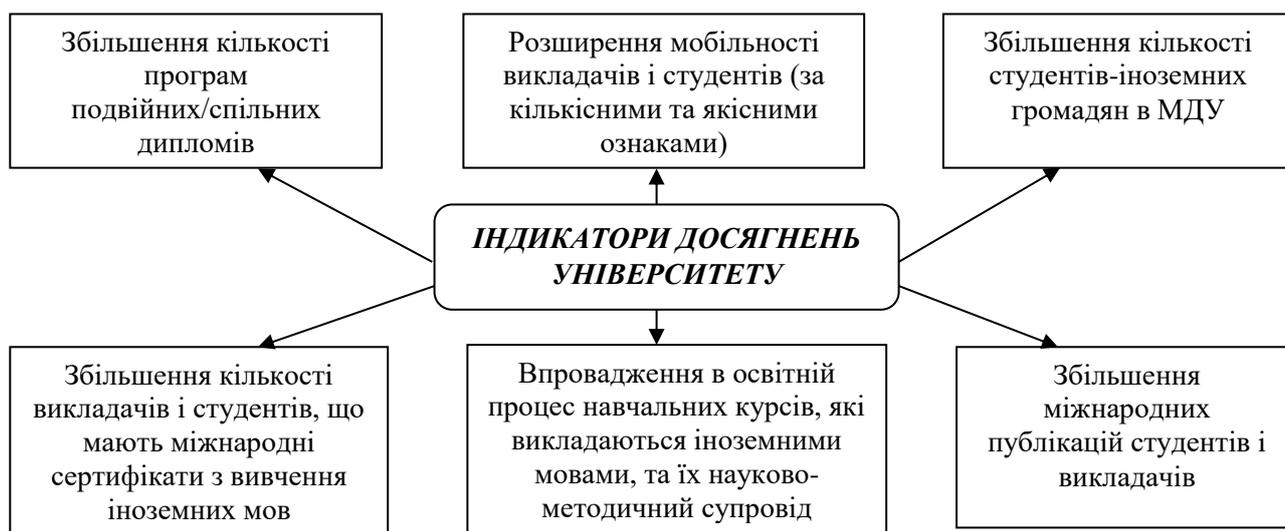 Збільшення кількості
програм
подвійних/спільних
дипломів
Розширення мобільності
викладачів і студентів (за
кількісними та якісними
ознаками)
Збільшення кількості
студентів-іноземних
громадян в МДУ
ІНДИКАТОРИ ДОСЯГНЕНЬ
УНІВЕРСИТЕТУ
Збільшення кількості
викладачів і студентів, що
мають міжнародні
сертифікати з вивчення
іноземних мов
Впровадження в освітній
процес навчальних курсів, які
викладаються іноземними
мовами, та їх науково-
методичний супровід
Збільшення
міжнародних
публікацій студентів і
викладачів